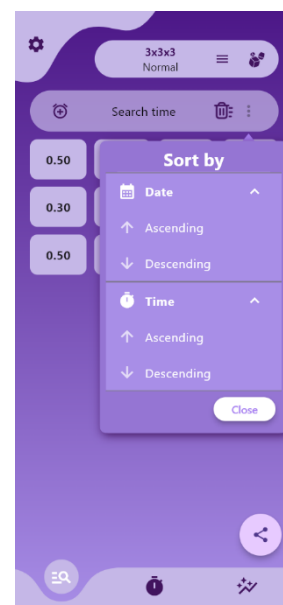 3x3x3
Normal
Search time
0.50
Sort by
Date
0.30
Ascending
Descending
0.50
Time
Ascending
Descending
Close